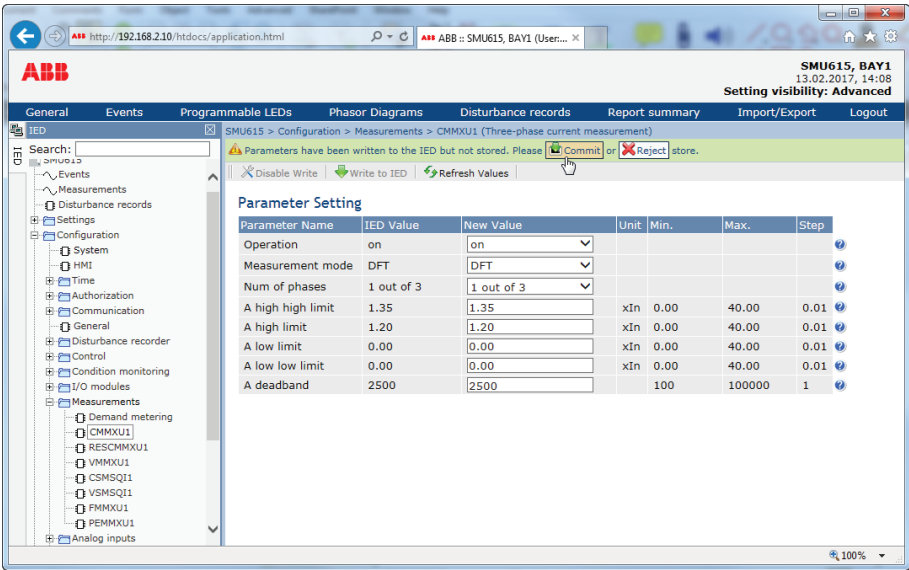 http://192.168.2.10/htdocs/application.html
ABB :: SMU615, BAY1 (User:...
ABB
SMU615, BAY1
13.02.2017, 14:08
Setting visibility: Advanced
General Events Programmable LEDs Phasor Diagrams Disturbance records Report summary Import/Export Logout
IED
SMU615 > Configuration > Measurements > CMMXU1 (Three-phase current measurement)
IED
Search:
Parameters have been written to the IED but not stored. Please Commit or Reject store.
Disable Write Write to IED Refresh Values
SMU615
Events
Measurements
Disturbance records
Settings
Configuration
System
HMI
Time
Authorization
Communication
General
Disturbance recorder
Control
Condition monitoring
I/O modules
Measurements
Demand metering
CMMXU1
RESCMMXU1
VMMXU1
CSMSQI1
VSMSQI1
FMMXU1
PEMMXU1
Analog inputs
Parameter Setting
Parameter Name IED Value New Value Unit Min. Max. Step
Operation on on
Measurement mode DFT DFT
Num of phases 1 out of 3 1 out of 3
A high high limit 1.35 1.35 xIn 0.00 40.00 0.01
A high limit 1.20 1.20 xIn 0.00 40.00 0.01
A low limit 0.00 0.00 xIn 0.00 40.00 0.01
A low low limit 0.00 0.00 xIn 0.00 40.00 0.01
A deadband 2500 2500 100 100000 1
100%